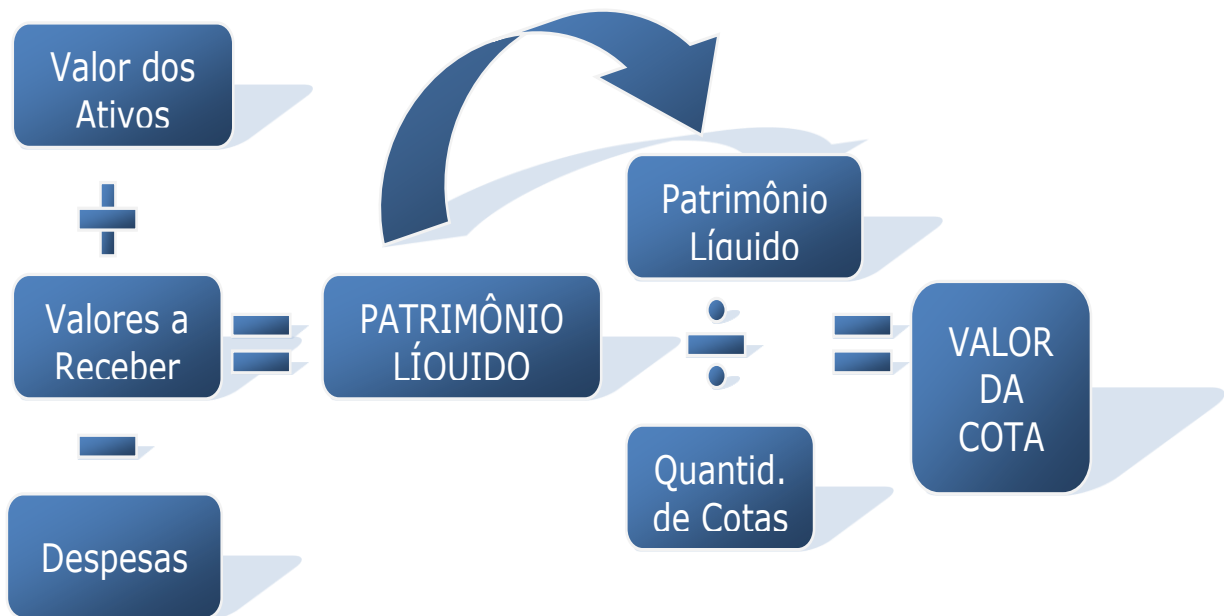 Valor dos
Ativos
+
Valores a
Receber
−
Despesas
=
PATRIMÔNIO
LÍQUIDO
Patrimônio
Líquido
÷
Quantid.
de Cotas
=
VALOR
DA
COTA